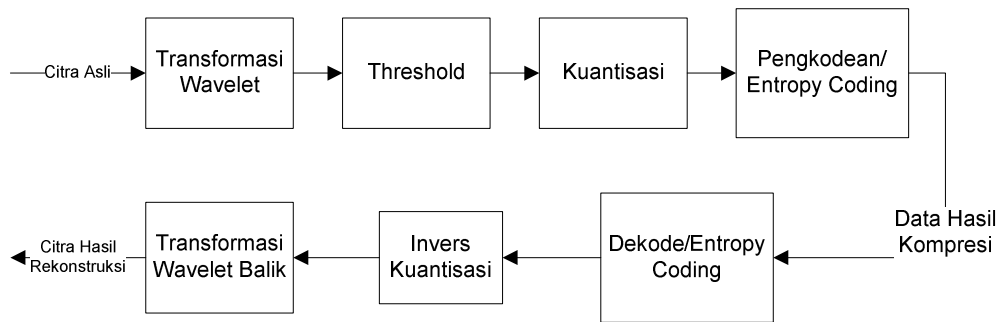 Citra Asli
Transformasi
Wavelet
Threshold
Kuantisasi
Pengkodean/
Entropy Coding
Data Hasil
Kompresi
Dekode/Entropy
Coding
Invers
Kuantisasi
Transformasi
Wavelet Balik
Citra Hasil
Rekonstruksi